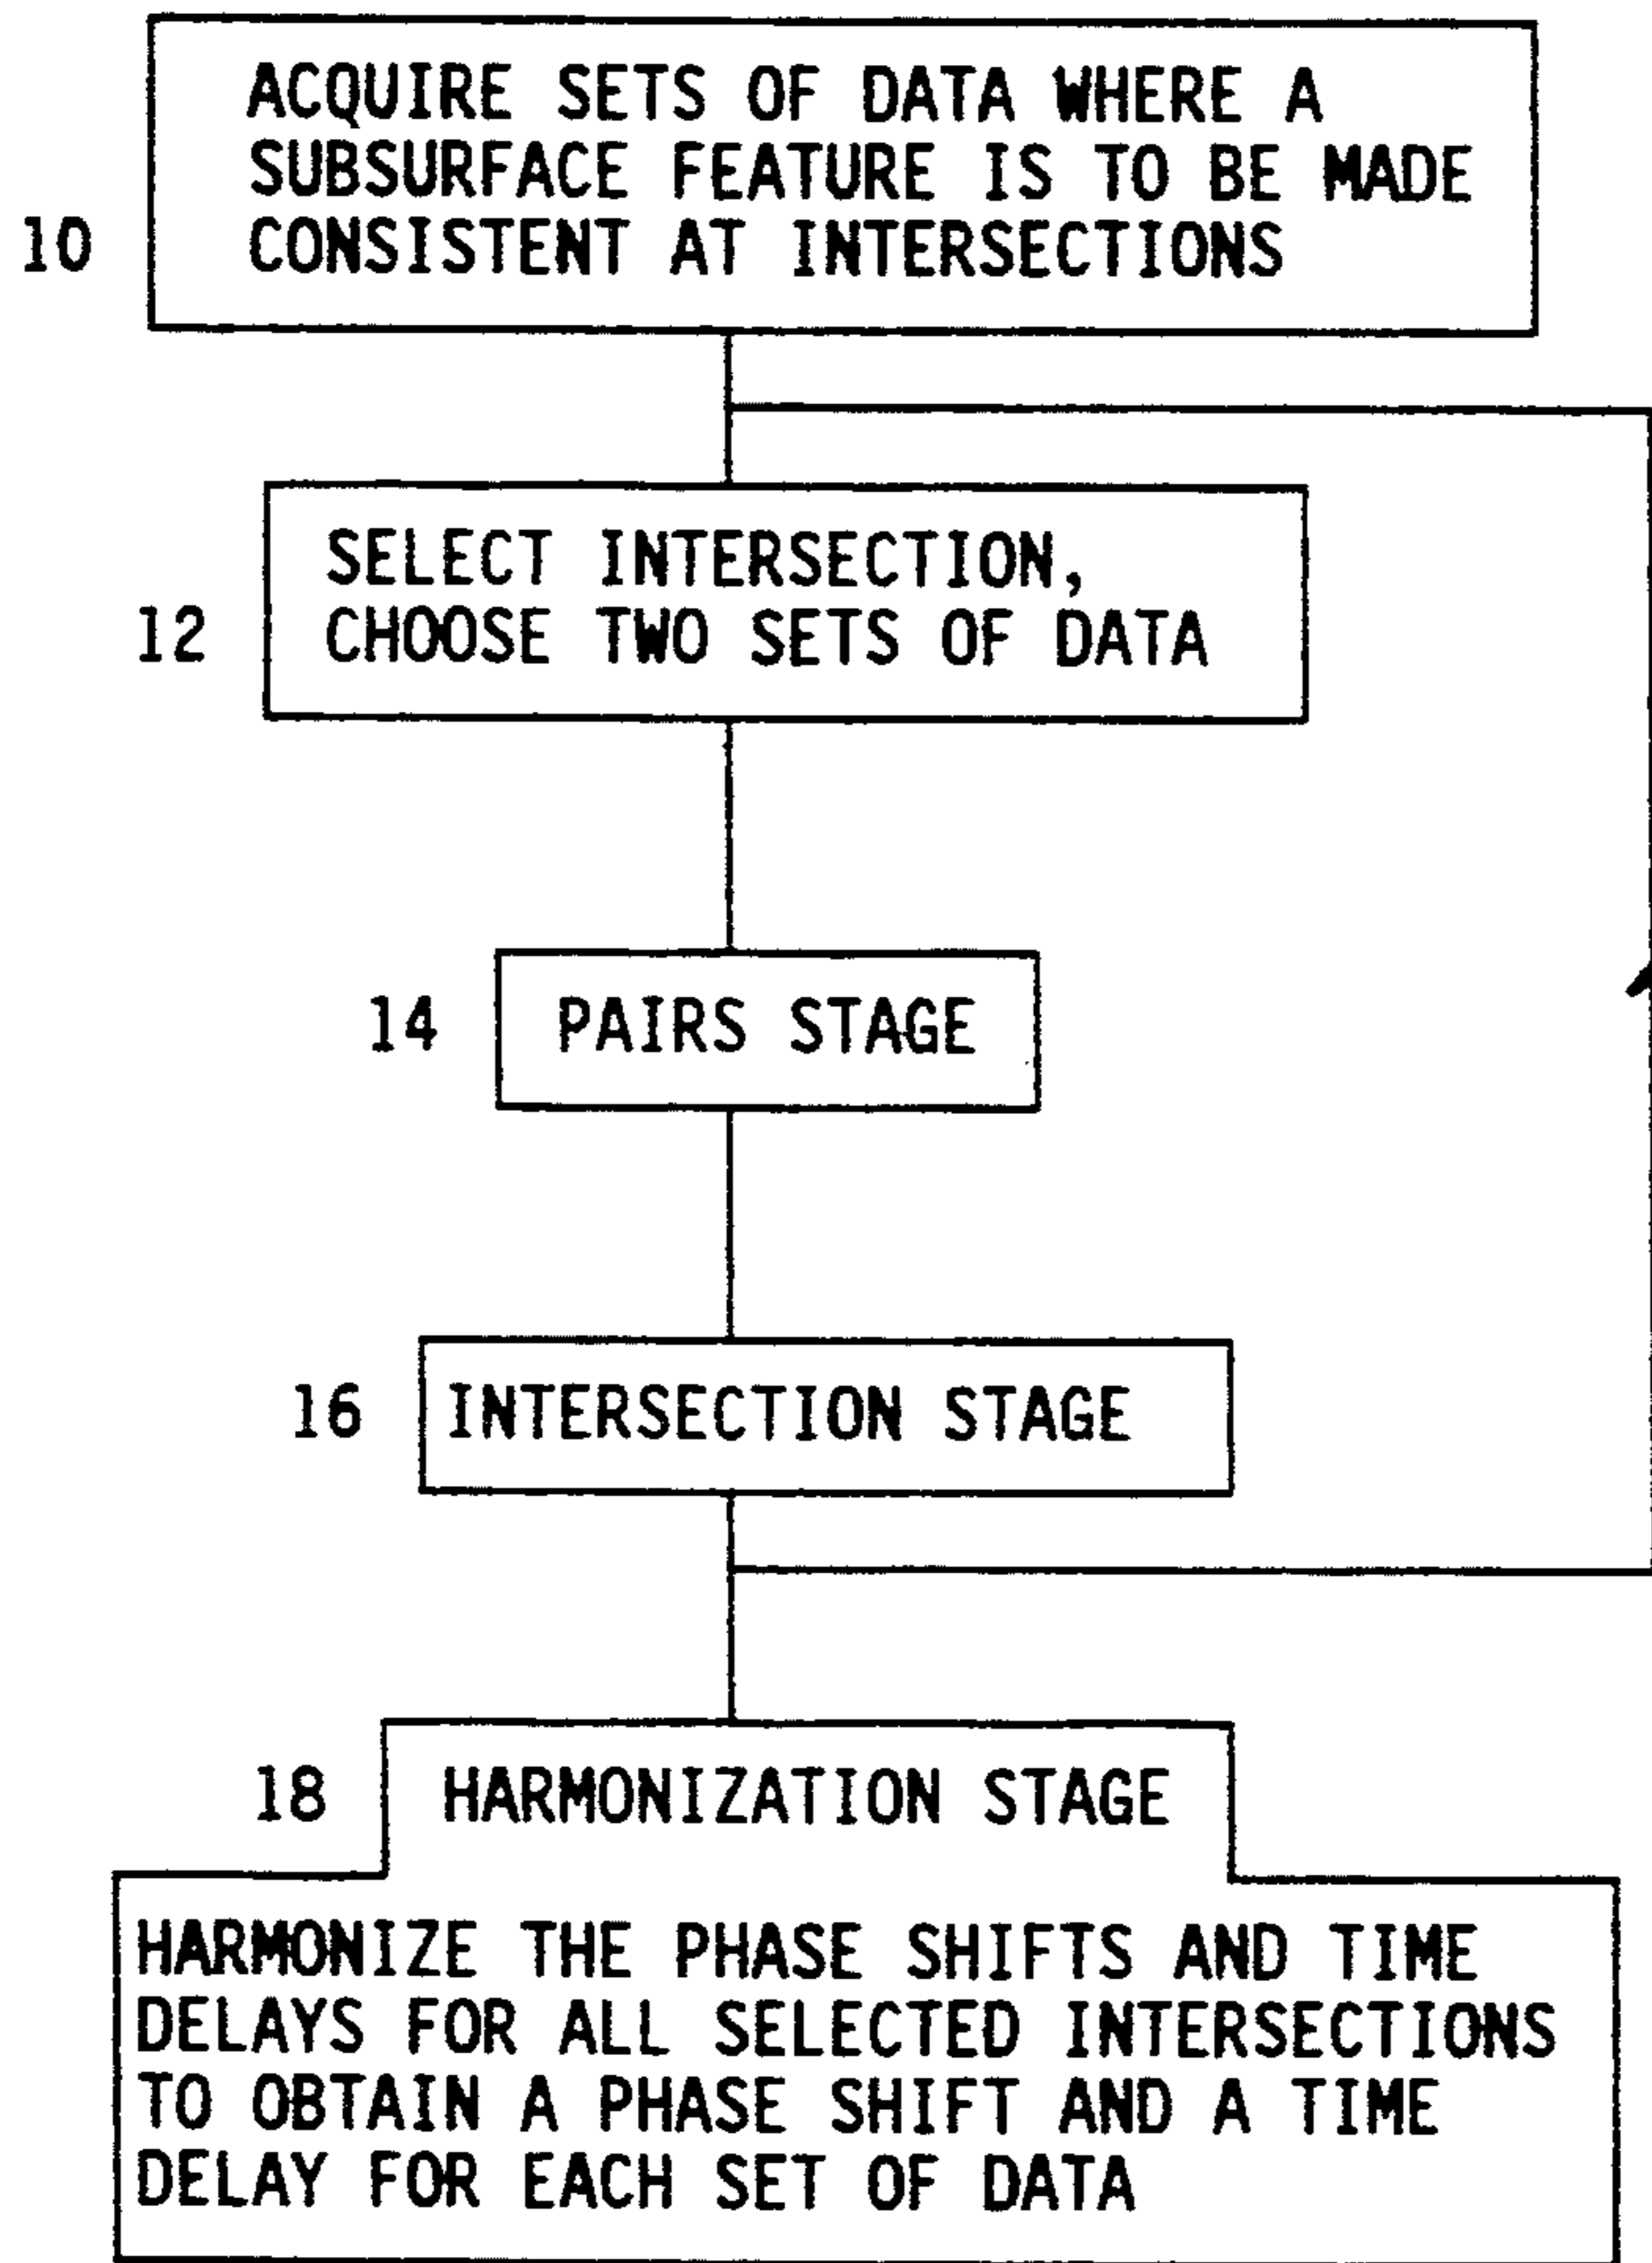 ACQUIRE SETS OF DATA WHERE A
SUBSURFACE FEATURE IS TO BE MADE
10 CONSISTENT AT INTERSECTIONS
SELECT INTERSECTION,
12 CHOOSE TWO SETS OF DATA
14 PAIRS STAGE
16 INTERSECTION STAGE
18 HARMONIZATION STAGE
HARMONIZE THE PHASE SHIFTS AND TIME
DELAYS FOR ALL SELECTED INTERSECTIONS
TO OBTAIN A PHASE SHIFT AND A TIME
DELAY FOR EACH SET OF DATA